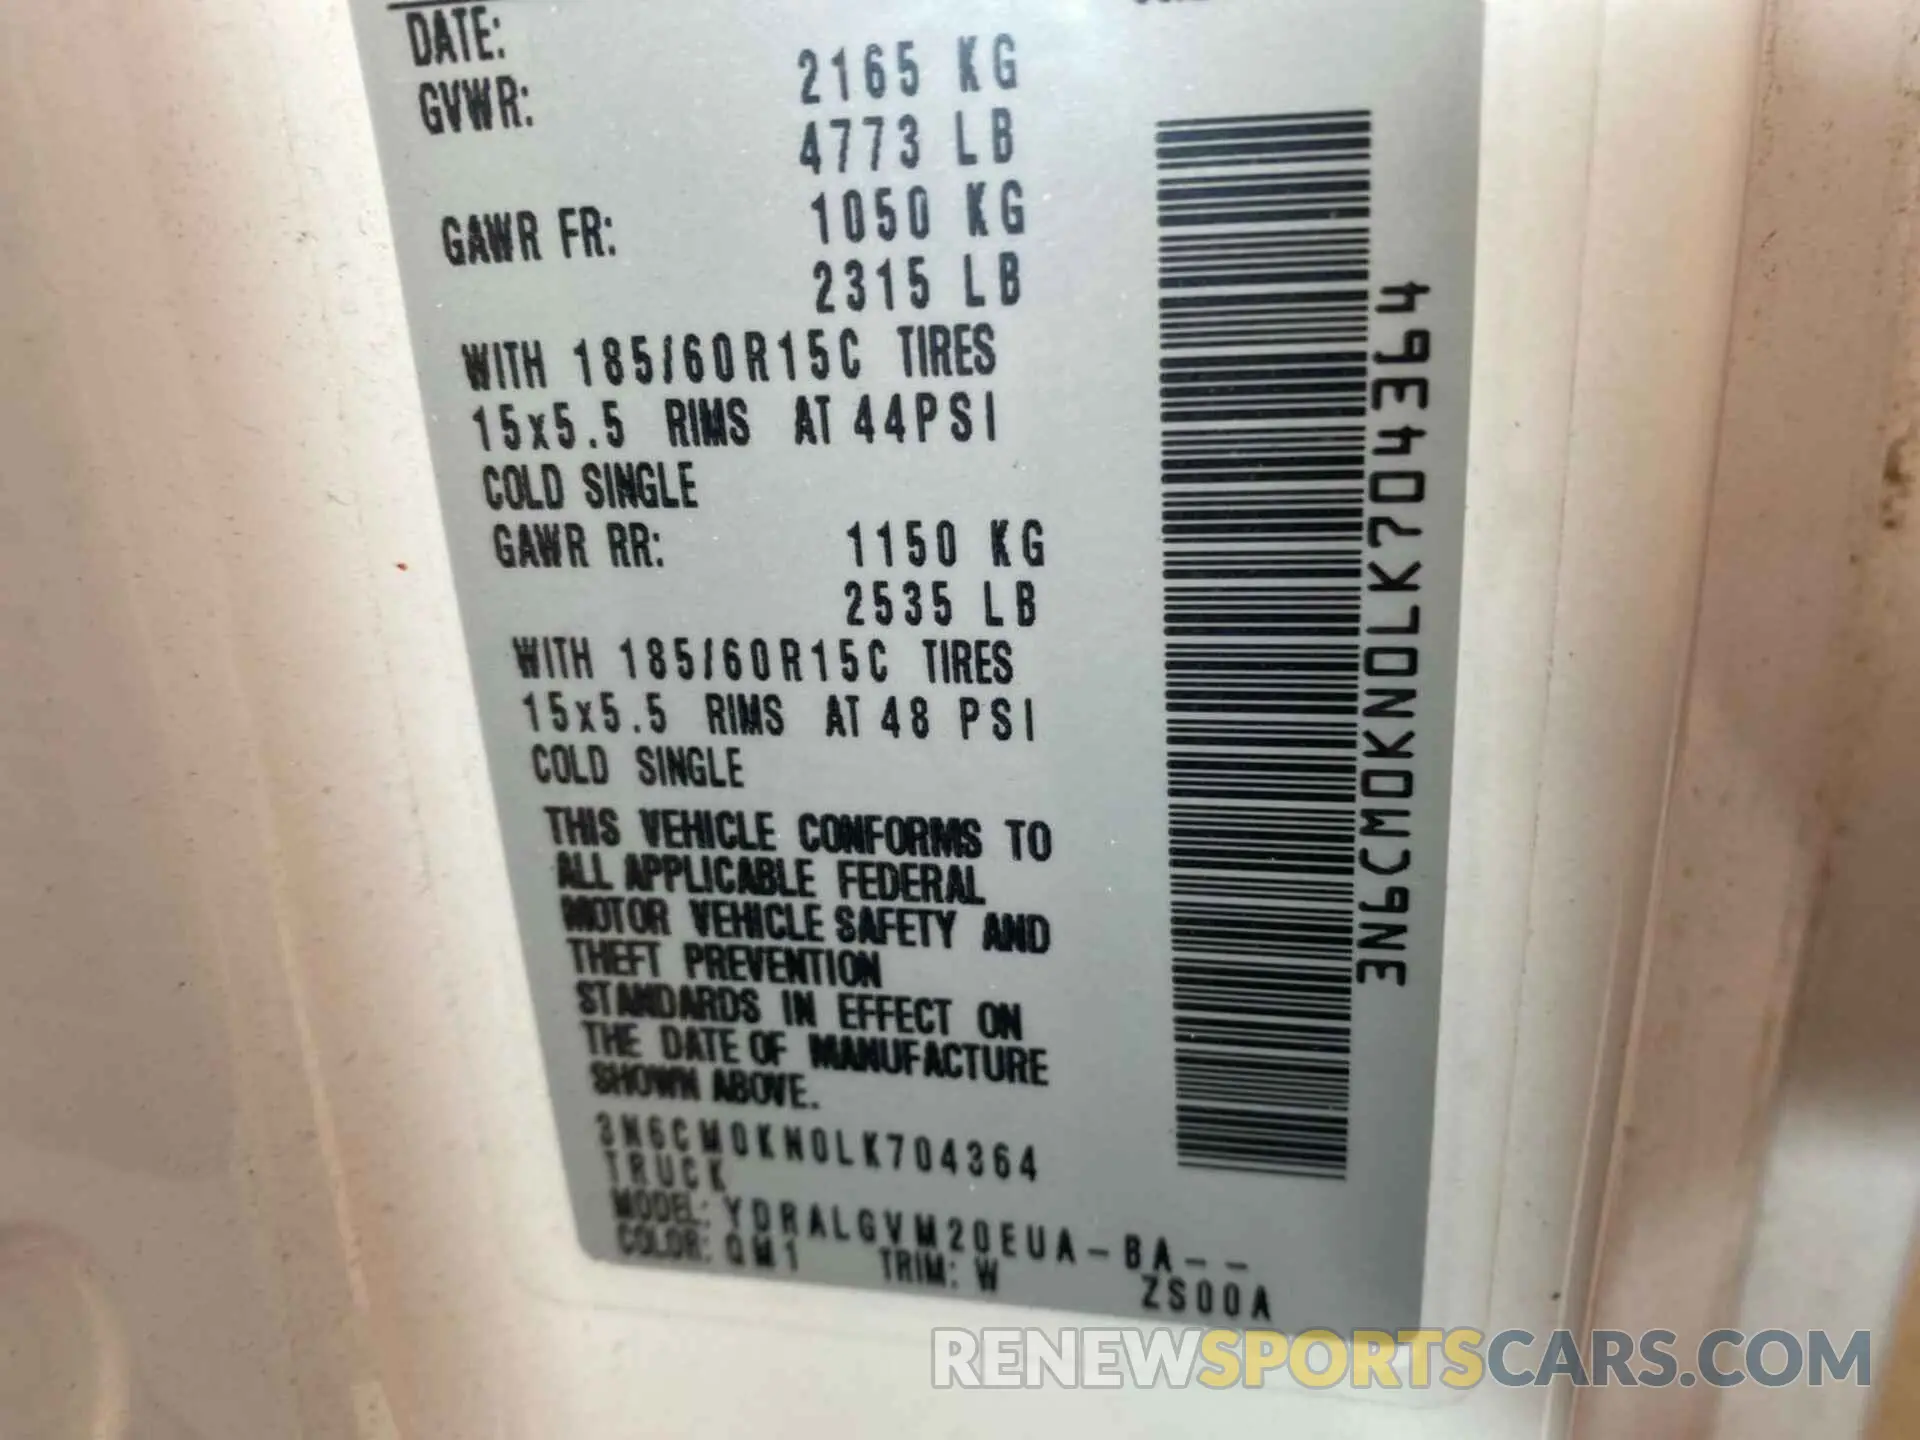 DATE:
GVWR: 2165 KG
4773 LB
GAWR FR: 1050 KG
2315 LB
WITH 185/60R15C TIRES
15x5.5 RIMS AT 44PSI
COLD SINGLE
GAWR RR: 1150 KG
2535 LB
WITH 185/60R15C TIRES
15x5.5 RIMS AT 48 PSI
COLD SINGLE
THIS VEHICLE CONFORMS TO
ALL APPLICABLE FEDERAL
MOTOR VEHICLE SAFETY AND
THEFT PREVENTION
STANDARDS IN EFFECT ON
THE DATE OF MANUFACTURE
SHOWN ABOVE.
3N6CM0KN0LK704364
TRUCK
MODEL: YDRALGVM20EUA-BA--
COLOR: QM1 TRIM: W ZS00A
3N6CM0KN0LK704364
RENEWSPORTSCARS.COM